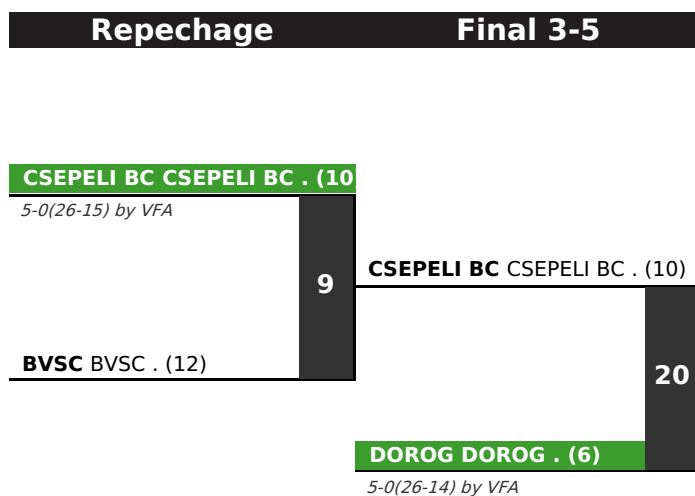 Repechage Final 3-5
CSEPELI BC CSEPELI BC . (10
5-0(26-15) by VFA
CSEPELI BC CSEPELI BC . (10)
9
BVSC BVSC . (12)
20
DOROG DOROG . (6)
5-0(26-14) by VFA